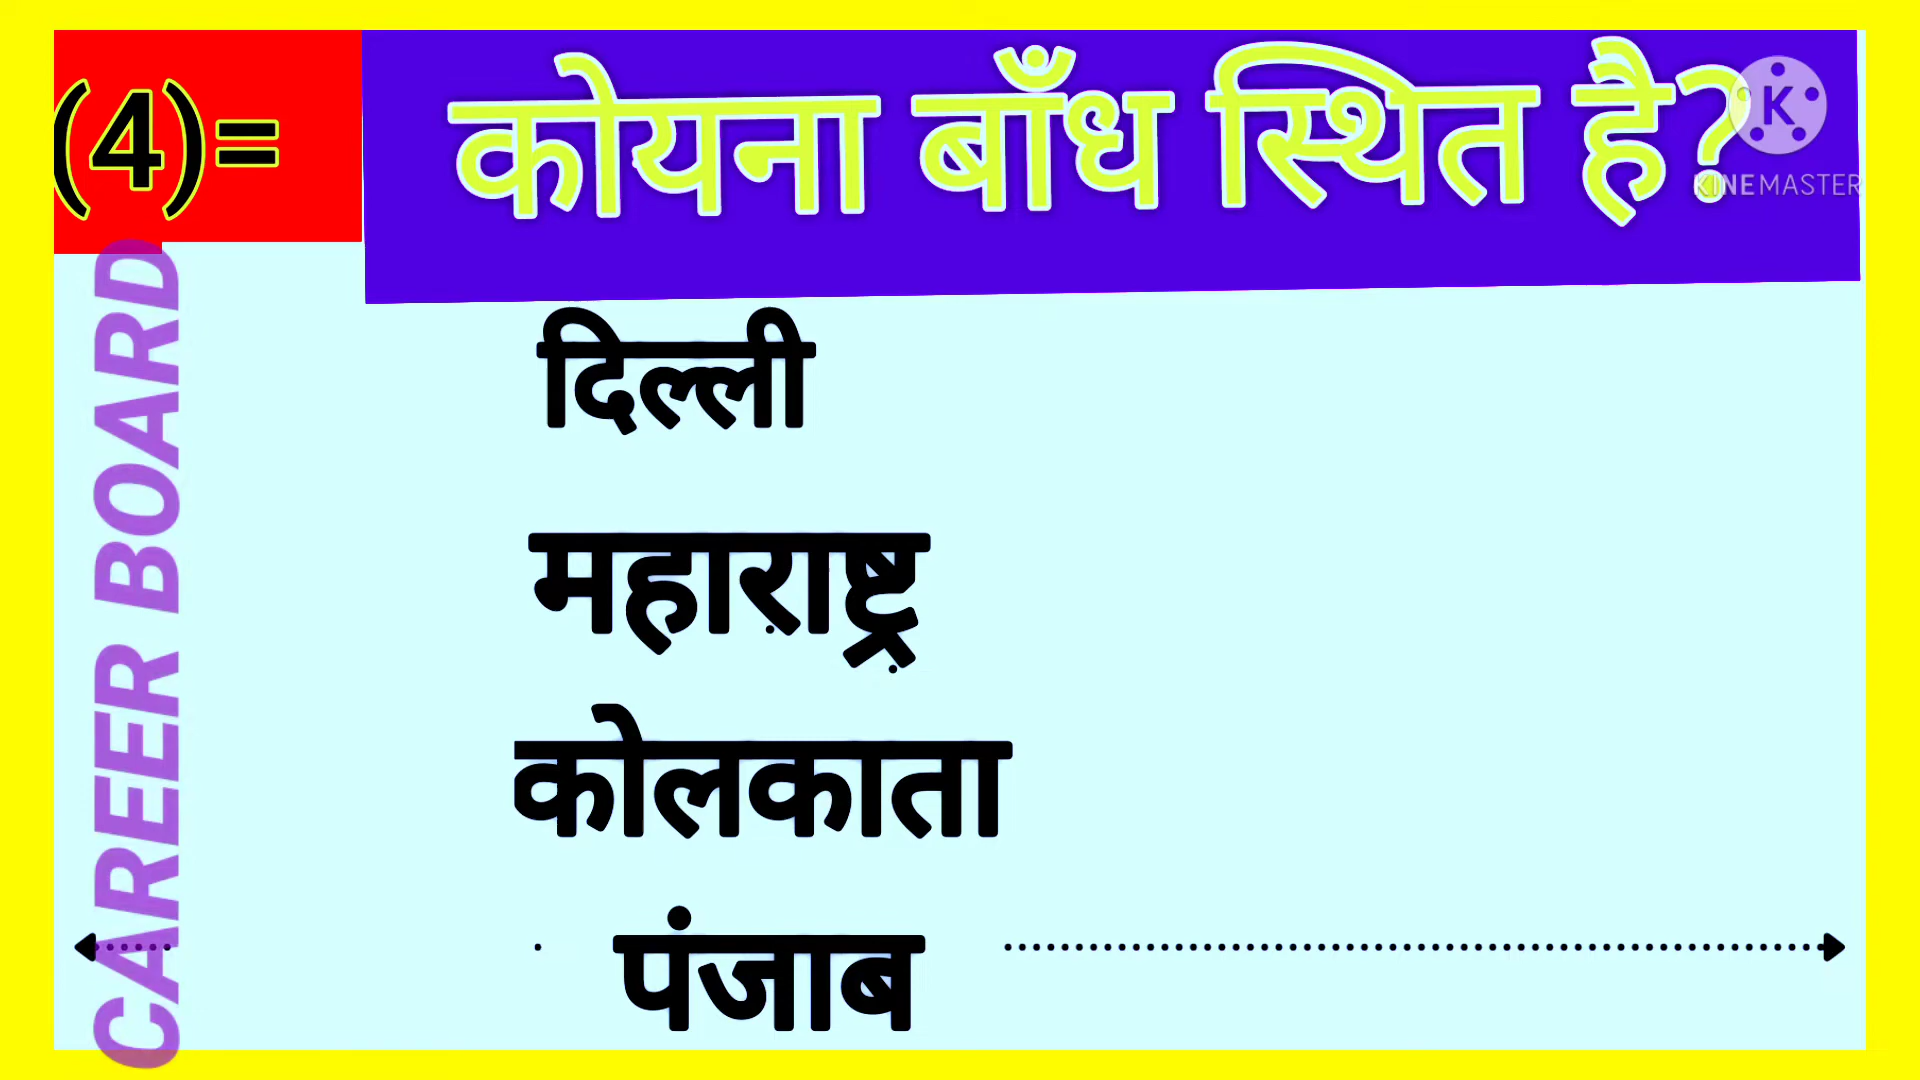 (4)=
कोयना बाँध स्थित है?
KINEMASTER
CAREER BOARD
दिल्ली
महाराष्ट्र
कोलकाता
पंजाब